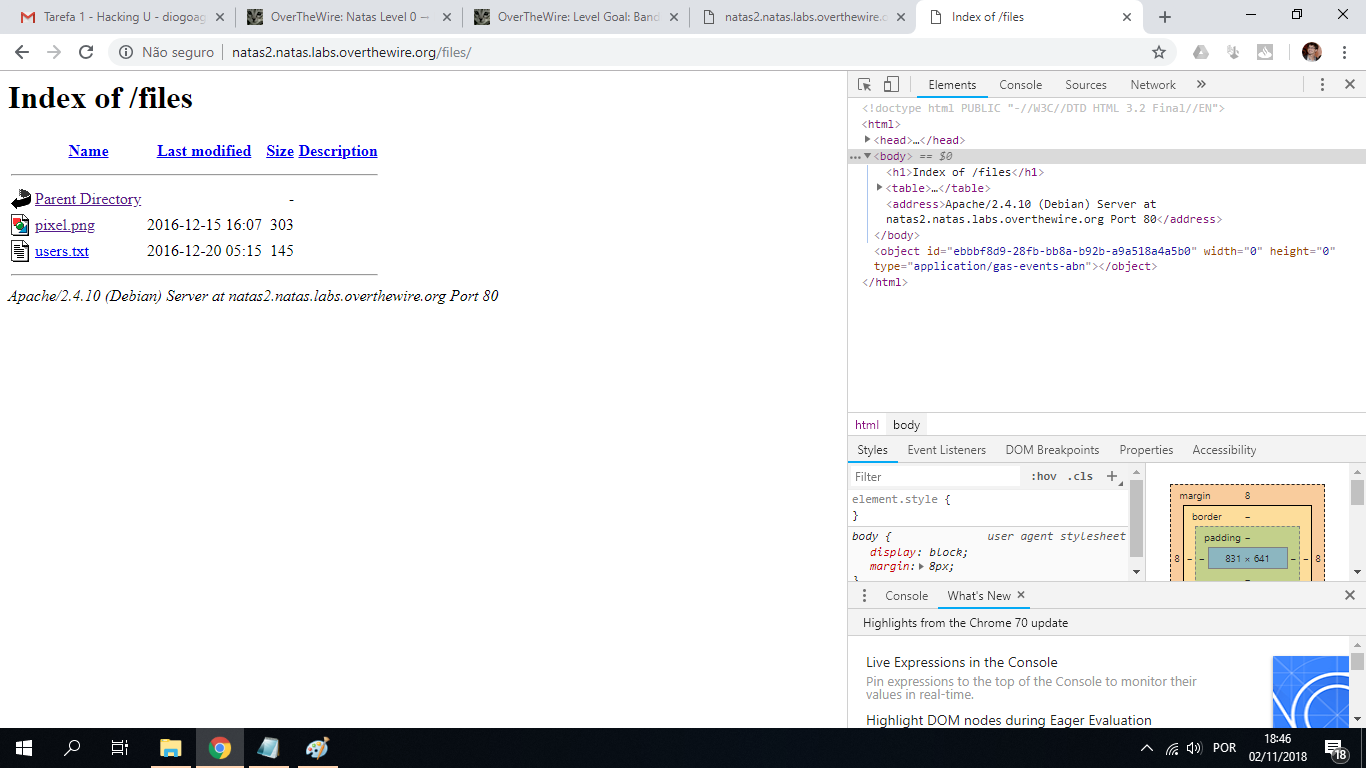 Tarefa 1 - Hacking U - diogoag
OverTheWire: Natas Level 0 —
OverTheWire: Level Goal: Band
natas2.natas.labs.overthewire.o
Index of /files
Não seguro
natas2.natas.labs.overthewire.org/files/
Index of /files
Name Last modified Size Description
Parent Directory -
pixel.png 2016-12-15 16:07 303
users.txt 2016-12-20 05:15 145
Apache/2.4.10 (Debian) Server at natas2.natas.labs.overthewire.org Port 80
Elements Console Sources Network »
<!doctype html PUBLIC "-//W3C//DTD HTML 3.2 Final//EN">
<html>
<head>…</head>
<body> == $0
<h1>Index of /files</h1>
<table>…</table>
<address>Apache/2.4.10 (Debian) Server at
natas2.natas.labs.overthewire.org Port 80</address>
</body>
<object id="ebbbf8d9-28fb-bb8a-b92b-a9a518a4a5b0" width="0" height="0"
type="application/gas-events-abn"></object>
</html>
html body
Styles Event Listeners DOM Breakpoints Properties Accessibility
Filter :hov .cls +
element.style {
}
body { user agent stylesheet
display: block;
margin: 8px;
}
margin 8
border –
padding –
8 – – 831 × 641 – – 8
–
Console What's New
Highlights from the Chrome 70 update
Live Expressions in the Console
Pin expressions to the top of the Console to monitor their
values in real-time.
Highlight DOM nodes during Eager Evaluation
POR
18:46
02/11/2018
18